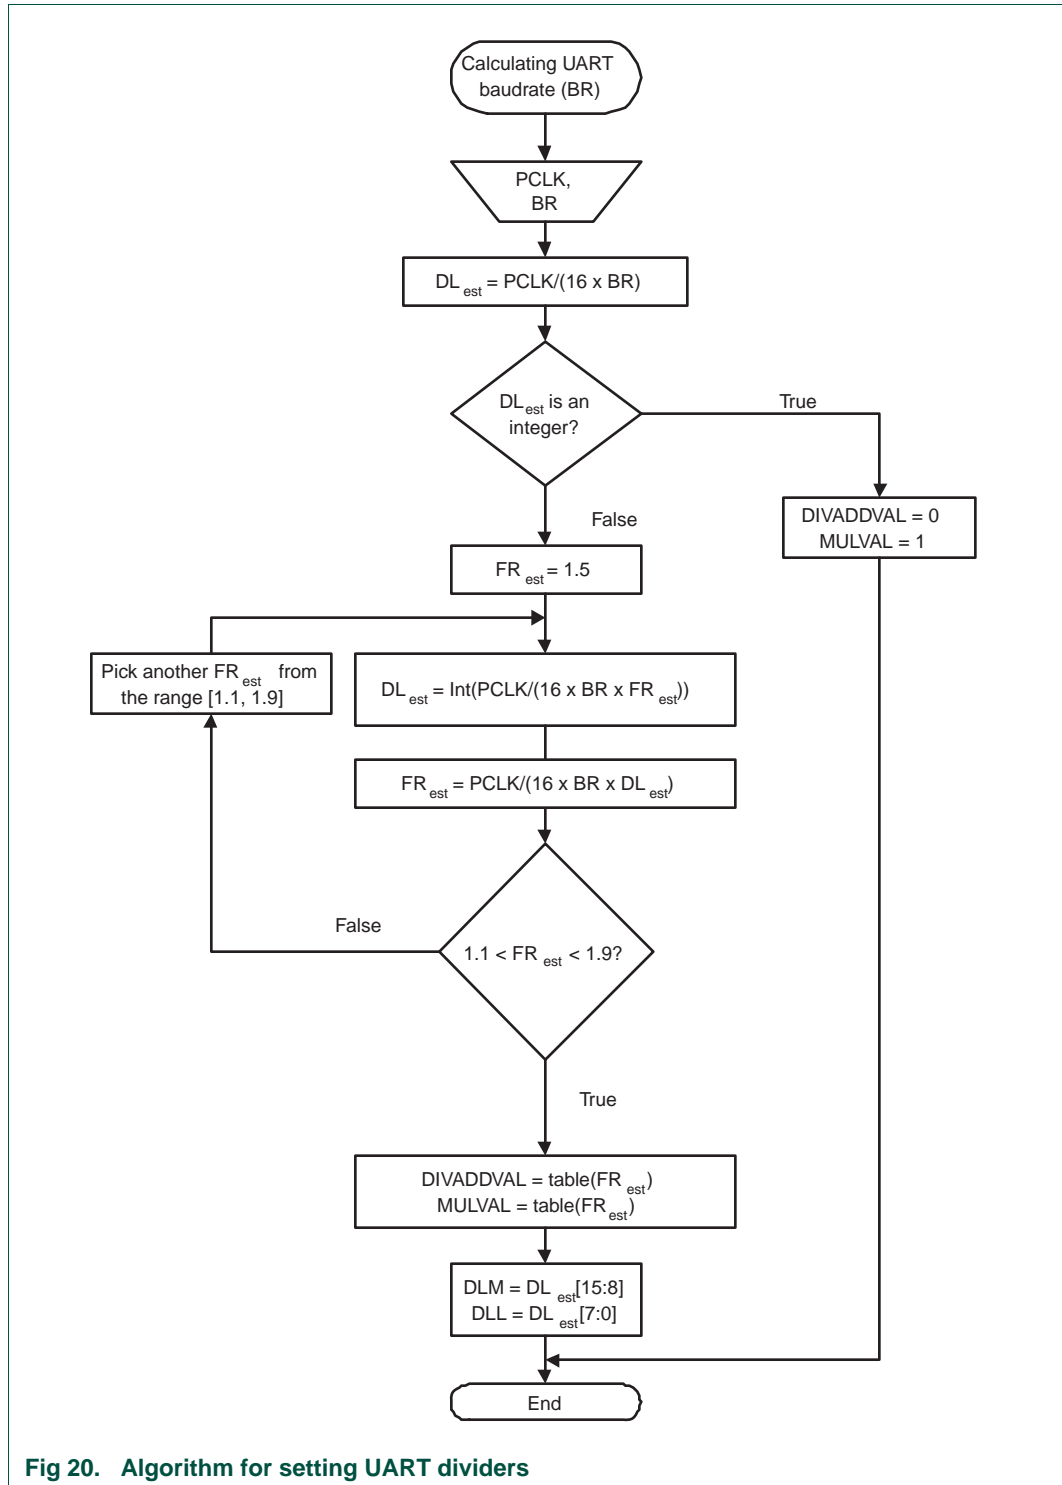 Calculating UART
baudrate (BR)
PCLK,
BR
DL est = PCLK/(16 x BR)
DL est is an
integer?
True
False
DIVADDVAL = 0
MULVAL = 1
FR est = 1.5
Pick another FR est from
the range [1.1, 1.9]
DL est = Int(PCLK/(16 x BR x FR est))
FR est = PCLK/(16 x BR x DL est)
False
1.1 < FR est < 1.9?
True
DIVADDVAL = table(FR est)
MULVAL = table(FR est)
DLM = DL est [15:8]
DLL = DL est [7:0]
End
Fig 20. Algorithm for setting UART dividers